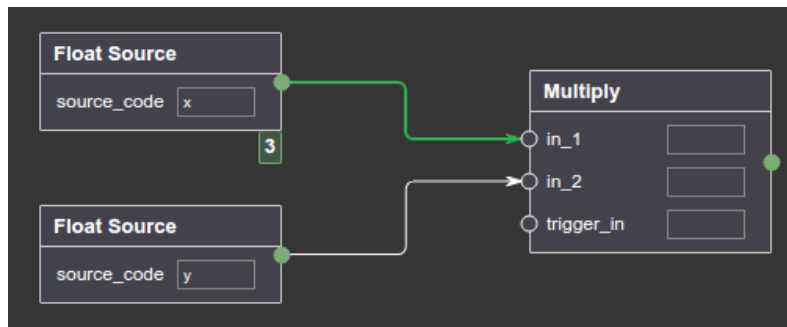 Float Source
source_code x
3
Float Source
source_code y
Multiply
in_1
in_2
trigger_in